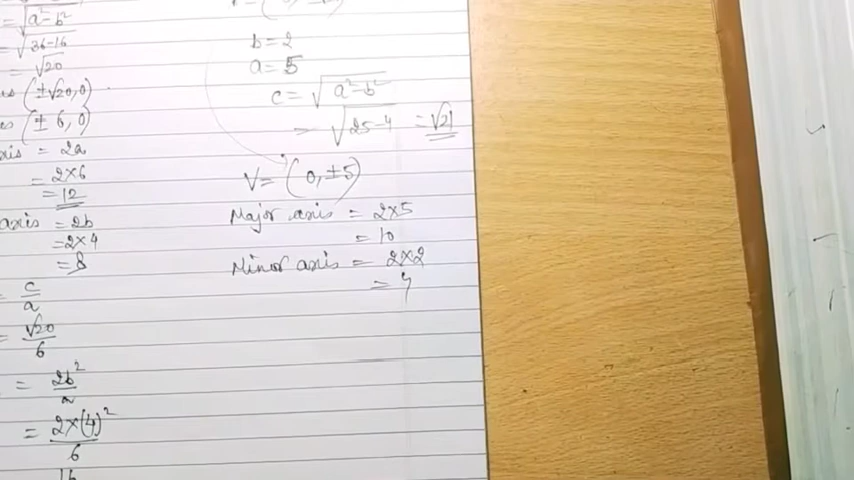 = √a²-b²
= √36-16
= √20
(±√20,0)
(±6,0)
= 2a
= 2×6
= 12
axis = 2b
= 2×4
= 8
= c/a
= √20/6
= 2b²/a
= 2×(4)²/6
16
b = 2
a = 5
c = √a²-b²
= √25-4 = √21
V = (0,±5)
Major axis = 2×5
= 10
Minor axis = 2×2
= 4